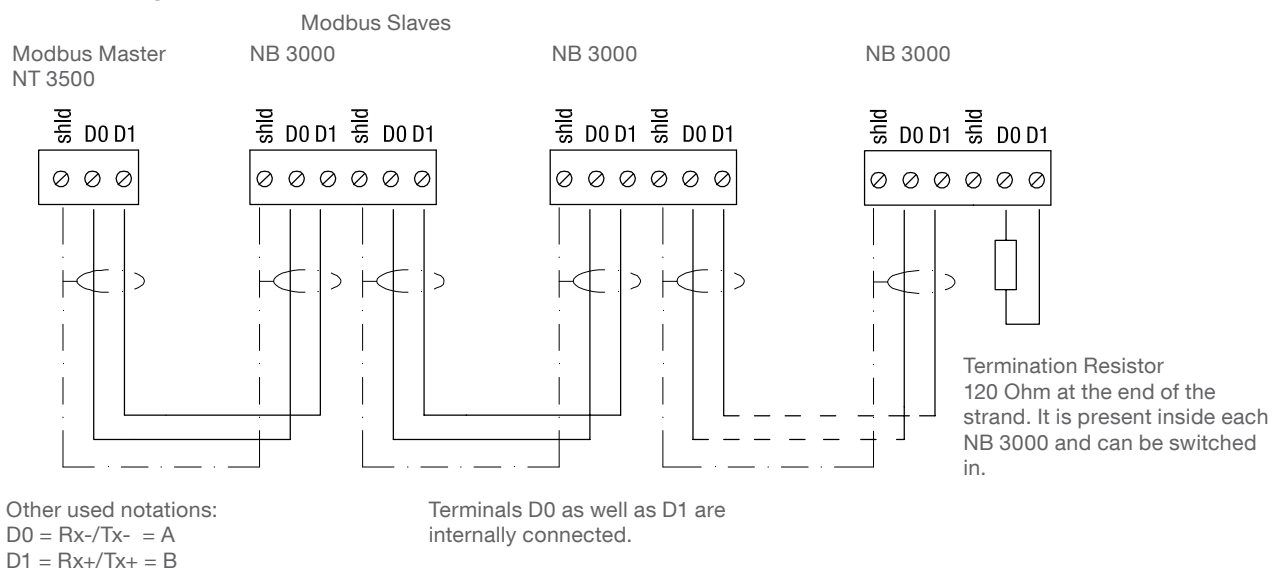 Modbus Slaves
Modbus Master
NT 3500
NB 3000
NB 3000
NB 3000
shld D0 D1
shld D0 D1 shld D0 D1
shld D0 D1 shld D0 D1
shld D0 D1 shld D0 D1
Termination Resistor
120 Ohm at the end of the
strand. It is present inside each
NB 3000 and can be switched
in.
Other used notations:
D0 = Rx-/Tx- = A
D1 = Rx+/Tx+ = B
Terminals D0 as well as D1 are
internally connected.